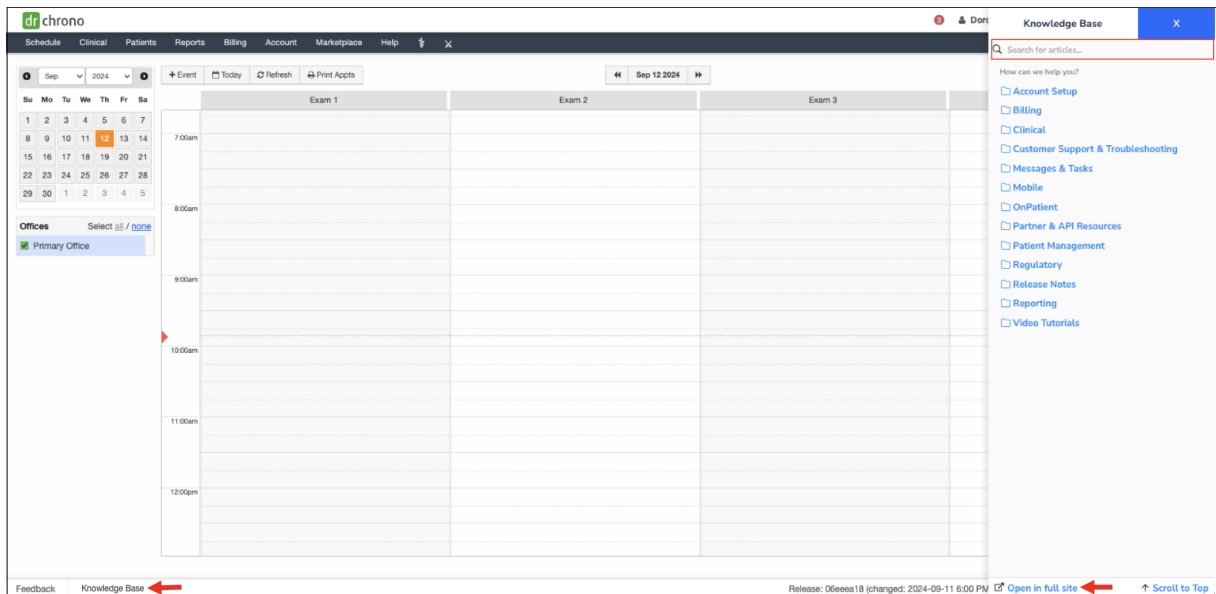 dr chrono
3
Knowledge Base
X
Schedule Clinical Patients Reports Billing Account Marketplace Help
Search for articles...
How can we help you?
Account Setup
Billing
Clinical
Customer Support & Troubleshooting
Messages & Tasks
Mobile
OnPatient
Partner & API Resources
Patient Management
Regulatory
Release Notes
Reporting
Video Tutorials
Sep 2024
+ Event Today Refresh Print Appts
Sep 12 2024
Su Mo Tu We Th Fr Sa
1 2 3 4 5 6 7
8 9 10 11 12 13 14
15 16 17 18 19 20 21
22 23 24 25 26 27 28
29 30 1 2 3 4 5
Offices Select all / none
Primary Office
Exam 1 Exam 2 Exam 3
7:00am
8:00am
9:00am
10:00am
11:00am
12:00pm
Feedback Knowledge Base
Release: 06eeea18 (changed: 2024-09-11 6:00 PM
Open in full site
Scroll to Top